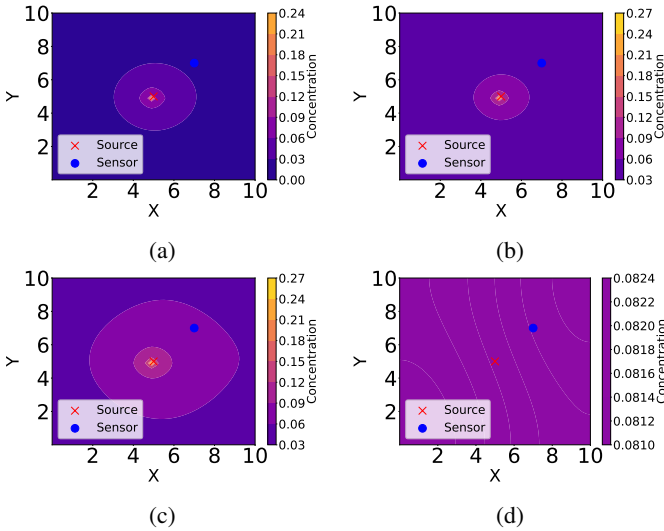 10
8
6
4
2
Y
2 4 6 8 10
X
Source
Sensor
0.24
0.21
0.18
0.15
0.12
0.09
0.06
0.03
0.00
Concentration
(a)
10
8
6
4
2
Y
2 4 6 8 10
X
Source
Sensor
0.27
0.24
0.21
0.18
0.15
0.12
0.09
0.06
0.03
Concentration
(b)
10
8
6
4
2
Y
2 4 6 8 10
X
Source
Sensor
0.27
0.24
0.21
0.18
0.15
0.12
0.09
0.06
0.03
Concentration
(c)
10
8
6
4
2
Y
2 4 6 8 10
X
Source
Sensor
0.0824
0.0822
0.0820
0.0818
0.0816
0.0814
0.0812
0.0810
Concentration
(d)